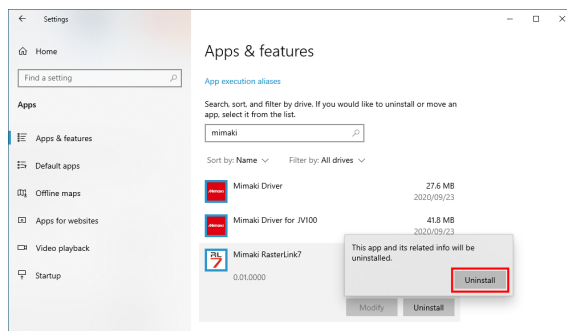 Settings
Home
Find a setting
Apps
Apps & features
Default apps
Offline maps
Apps for websites
Video playback
Startup
Apps & features
App execution aliases
Search, sort, and filter by drive. If you would like to uninstall or move an
app, select it from the list.
mimaki
Sort by: Name
Filter by: All drives
Mimaki
Mimaki Driver
27.6 MB
2020/09/23
Mimaki
Mimaki Driver for JV100
41.8 MB
2020/09/23
RL
7
Mimaki RasterLink7
0.01.0000
This app and its related info will be
uninstalled.
Uninstall
Modify
Uninstall